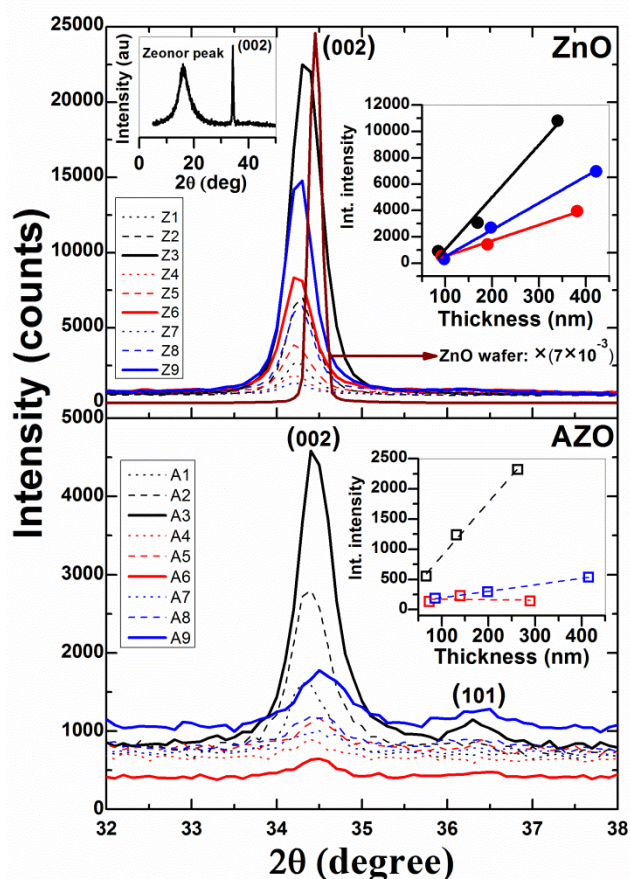 Intensity (counts)
25000
20000
15000
10000
5000
0
Intensity (au)
Zeonor peak
(002)
0 20 40
2θ (deg)
(002)
ZnO
Z1
Z2
Z3
Z4
Z5
Z6
Z7
Z8
Z9
Int. intensity
12000
10000
8000
6000
4000
2000
0
100 200 300 400
Thickness (nm)
ZnO wafer: ×(7×10⁻³)
5000
4000
3000
2000
1000
0
(002)
AZO
A1
A2
A3
A4
A5
A6
A7
A8
A9
Int. intensity
2500
2000
1500
1000
500
0
100 200 300 400
Thickness (nm)
(101)
32 33 34 35 36 37 38
2θ (degree)